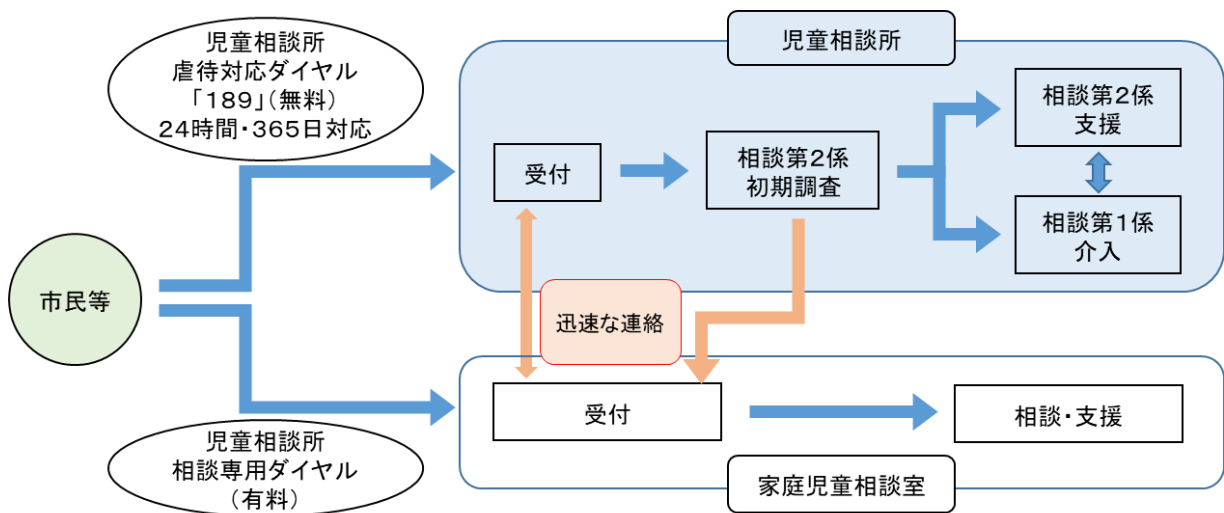 児童相談所
虐待対応ダイヤル
「189」(無料)
24時間・365日対応
児童相談所
受付
相談第2係
初期調査
相談第2係
支援
相談第1係
介入
市民等
迅速な連絡
受付
相談・支援
児童相談所
相談専用ダイヤル
(有料)
家庭児童相談室